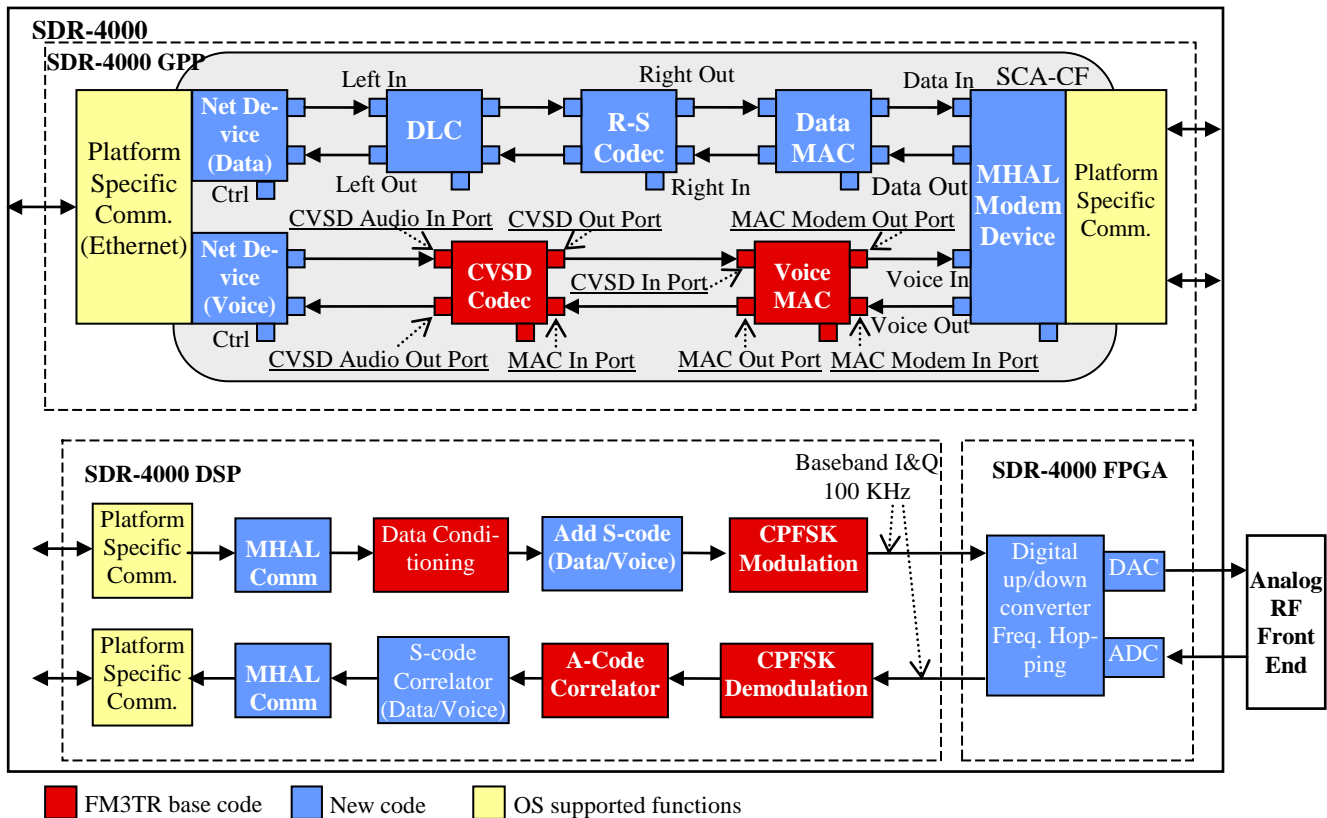 SDR-4000
SDR-4000 GPP
SCA-CF
Left In
Right Out
Data In
Net De-
vice
(Data)
DLC
R-S
Codec
Data
MAC
Platform
Specific
Comm.
(Ethernet)
MHAL
Modem
Device
Platform
Specific
Comm.
Ctrl
Left Out
Right In
Data Out
CVSD Audio In Port
CVSD Out Port
MAC Modem Out Port
Net De-
vice
(Voice)
CVSD
Codec
CVSD In Port
Voice
MAC
Voice In
Voice Out
Ctrl
CVSD Audio Out Port
MAC In Port
MAC Out Port
MAC Modem In Port
SDR-4000 DSP
Baseband I&Q
100 KHz
SDR-4000 FPGA
Platform
Specific
Comm.
MHAL
Comm
Data Condi-
tioning
Add S-code
(Data/Voice)
CPFSK
Modulation
Digital
up/down
converter
Freq. Hop-
ping
DAC
ADC
Analog
RF
Front
End
Platform
Specific
Comm.
MHAL
Comm
S-code
Correlator
(Data/Voice)
A-Code
Correlator
CPFSK
Demodulation
FM3TR base code
New code
OS supported functions